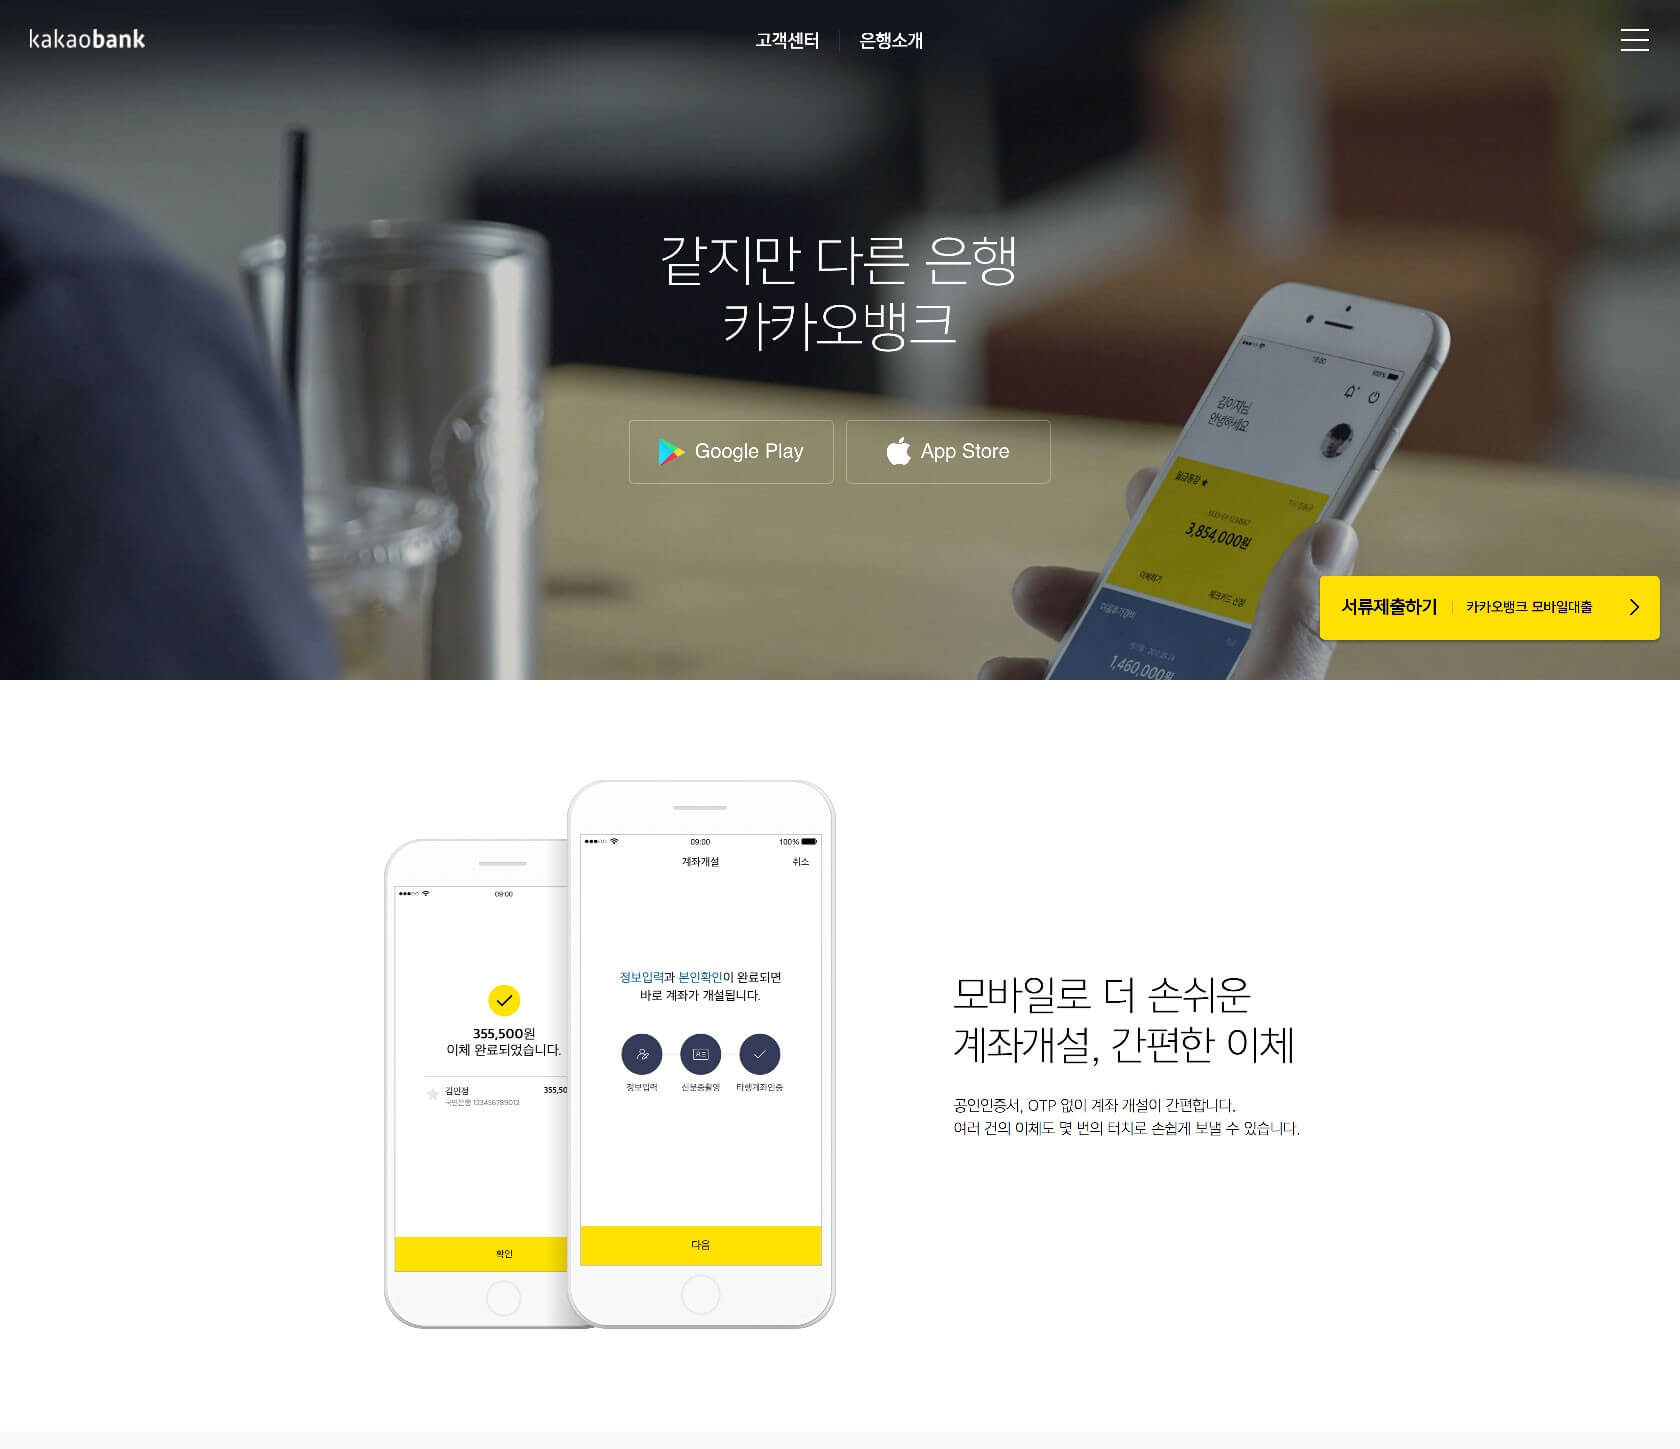 kakaobank
고객센터
은행소개
같지만 다른 은행
카카오뱅크
Google Play
App Store
19:00
100%
김이지님
안녕하세요
월급통장 ★
3,854,000원
이체하기
체크카드 신청
1,460,000원
서류제출하기
카카오뱅크 모바일대출
09:00
355,500원
이체 완료되었습니다.
김인점
355,50
국민은행 123456789012
확인
09:00
100%
계좌개설
취소
정보입력과 본인확인이 완료되면
바로 계좌가 개설됩니다.
정보입력
신분증촬영
타행계좌인증
다음
모바일로 더 손쉬운
계좌개설, 간편한 이체
공인인증서, OTP 없이 계좌 개설이 간편합니다.
여러 건의 이체도 몇 번의 터치로 손쉽게 보낼 수 있습니다.